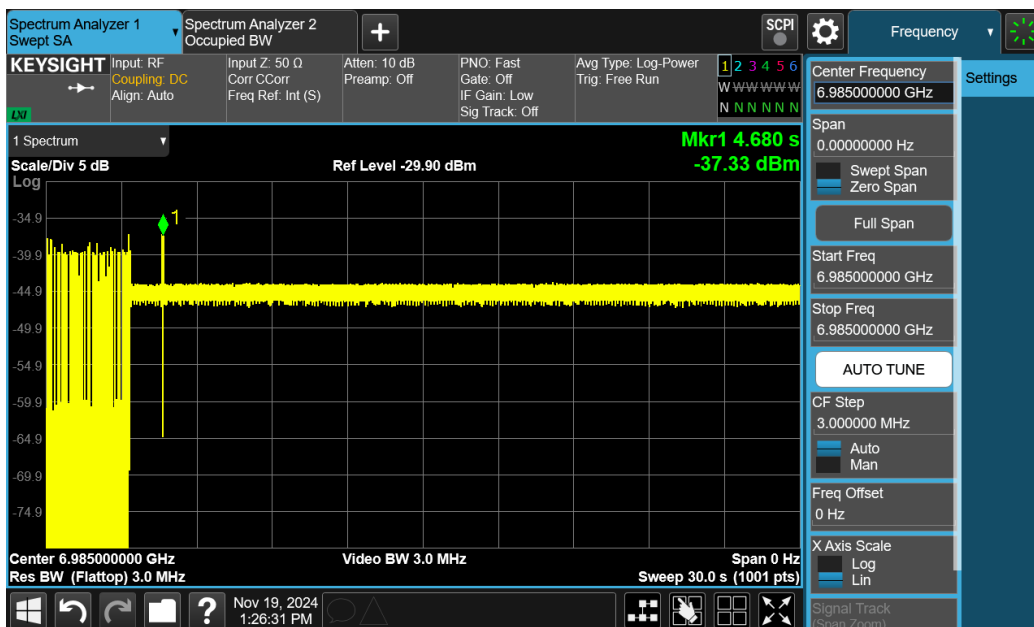 Spectrum Analyzer 1
Swept SA
Spectrum Analyzer 2
Occupied BW
SCPI
Frequency
KEYSIGHT
LXI
Input: RF
Coupling: DC
Align: Auto
Input Z: 50 Ω
Corr CCorr
Freq Ref: Int (S)
Atten: 10 dB
Preamp: Off
PNO: Fast
Gate: Off
IF Gain: Low
Sig Track: Off
Avg Type: Log-Power
Trig: Free Run
1 2 3 4 5 6
W W W W W W
N N N N N N
1 Spectrum
Scale/Div 5 dB
Ref Level -29.90 dBm
Mkr1 4.680 s
-37.33 dBm
Log
1
-34.9
-39.9
-44.9
-49.9
-54.9
-59.9
-64.9
-69.9
-74.9
Center 6.985000000 GHz
Video BW 3.0 MHz
Span 0 Hz
Res BW (Flattop) 3.0 MHz
Sweep 30.0 s (1001 pts)
Center Frequency
6.985000000 GHz
Span
0.00000000 Hz
Swept Span
Zero Span
Full Span
Start Freq
6.985000000 GHz
Stop Freq
6.985000000 GHz
AUTO TUNE
CF Step
3.000000 MHz
Auto
Man
Freq Offset
0 Hz
X Axis Scale
Log
Lin
Signal Track
(Span Zoom)
Settings
?
Nov 19, 2024
1:26:31 PM